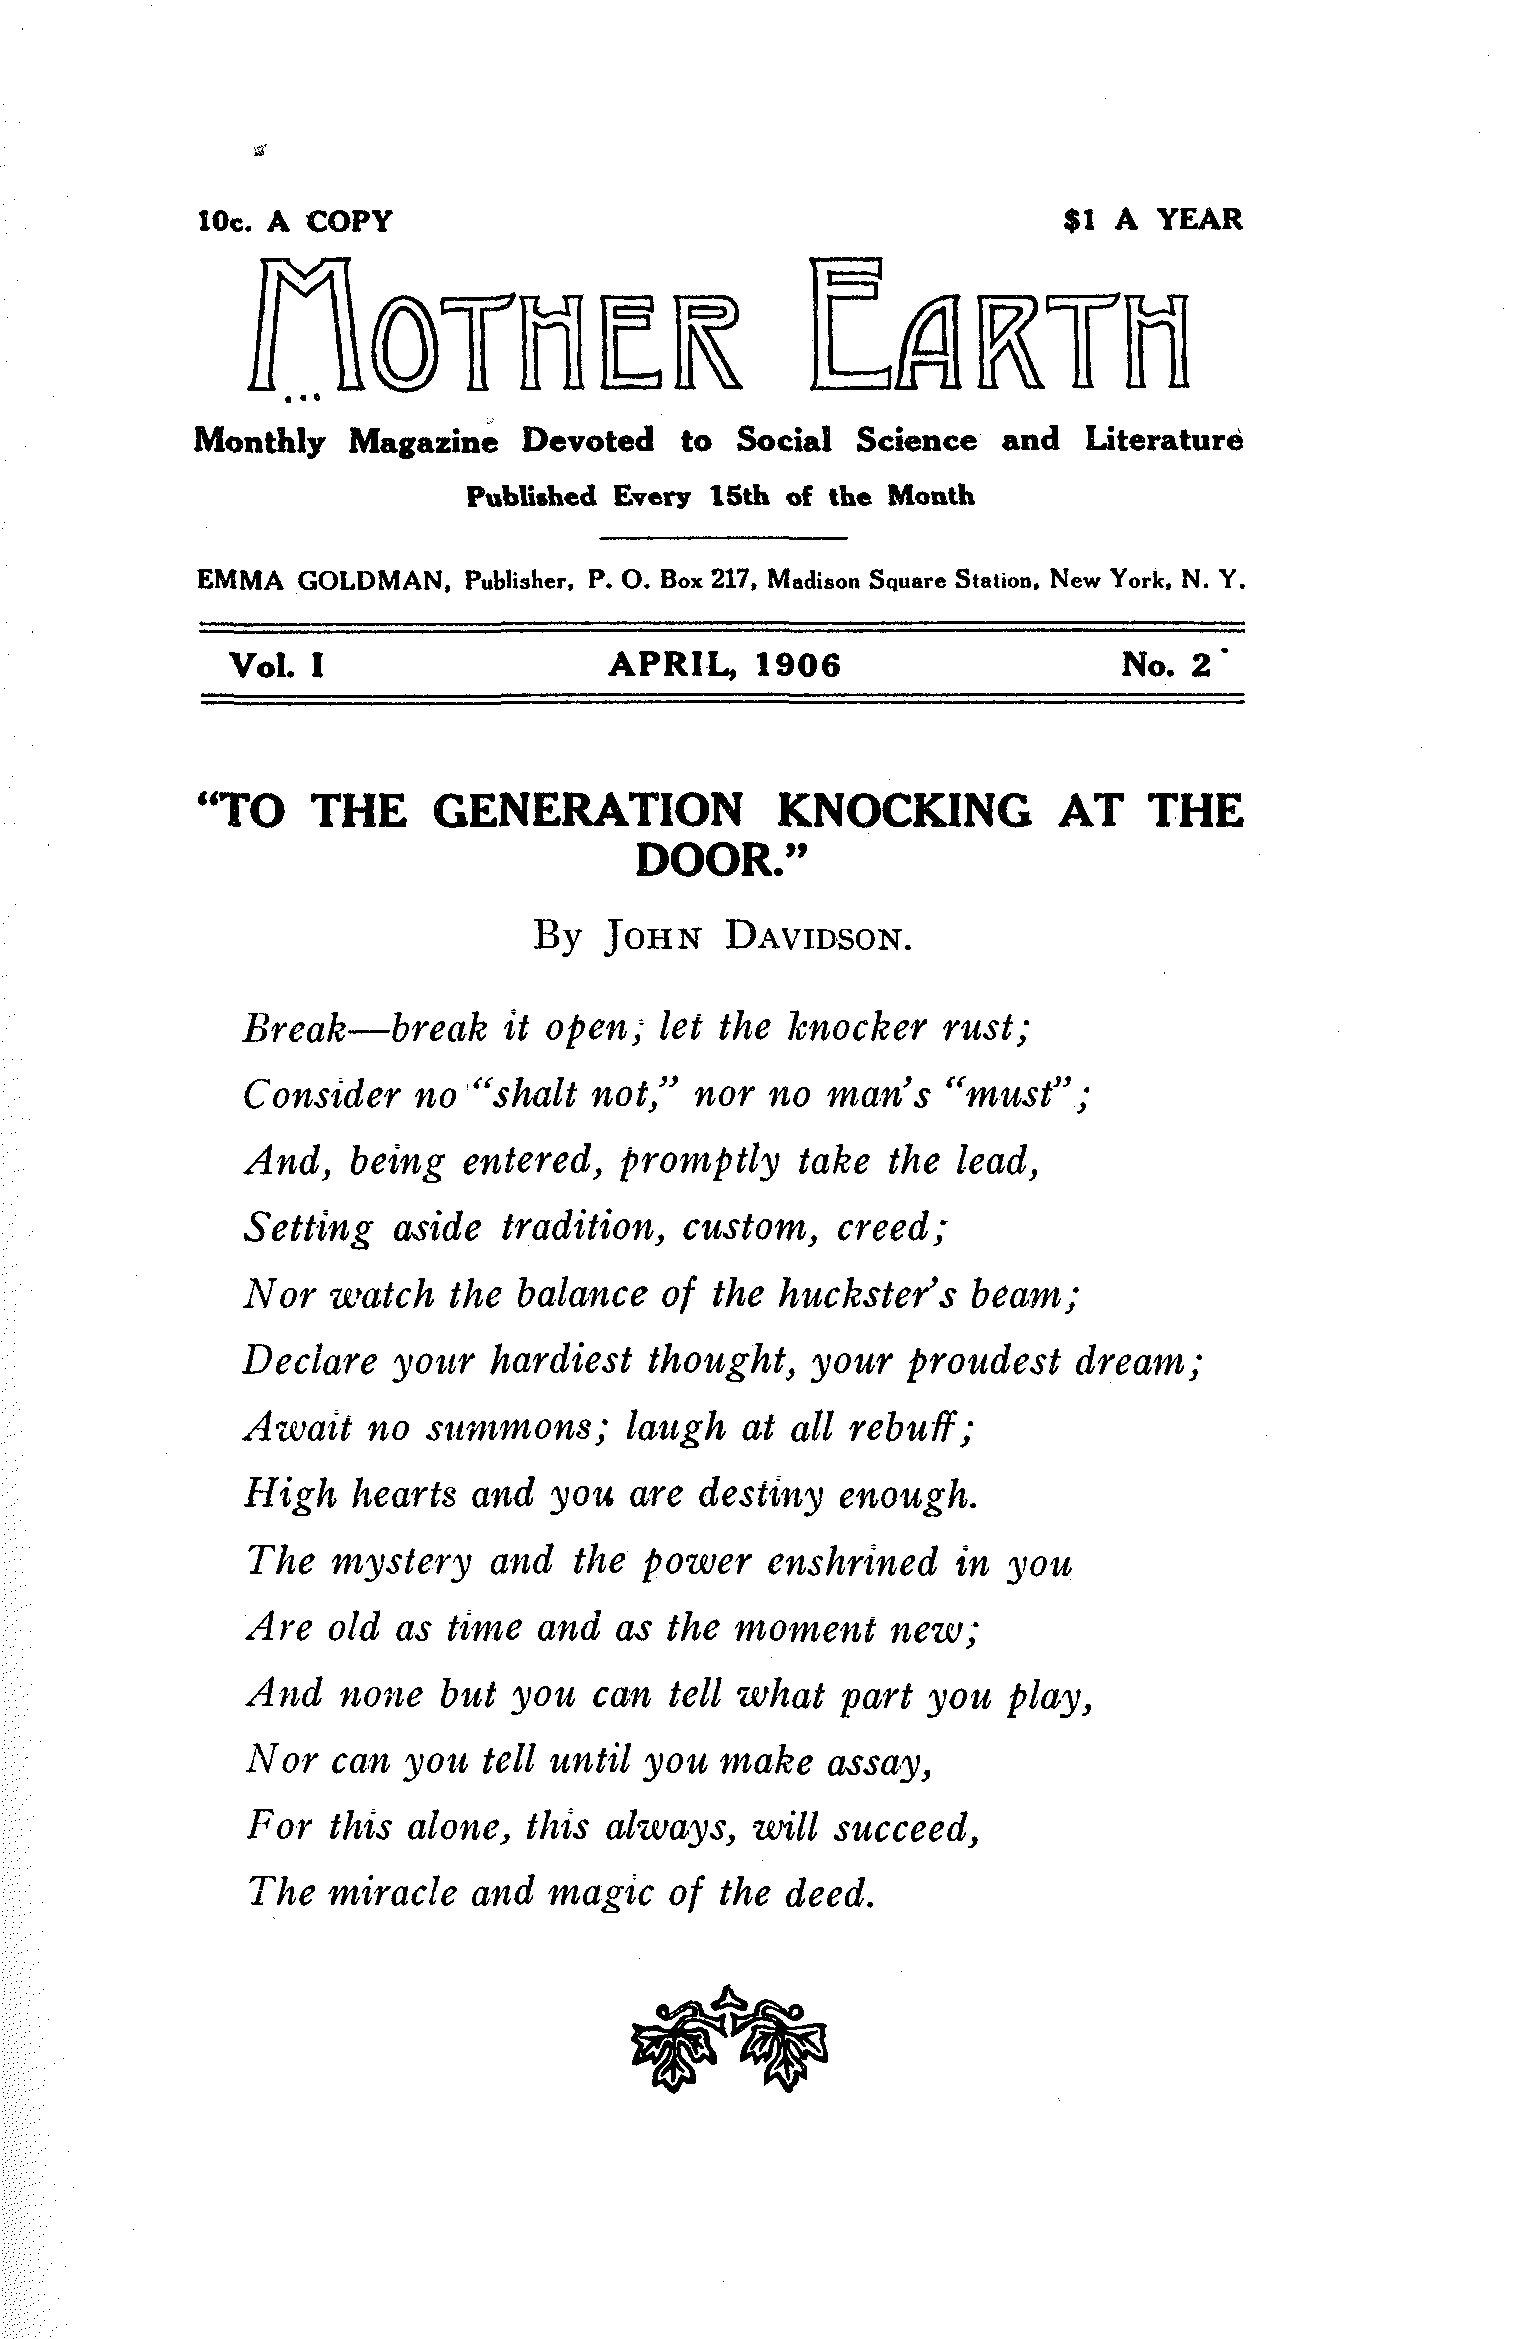 10c. A COPY $1 A YEAR
MOTHER EARTH
Monthly Magazine Devoted to Social Science and Literature
Published Every 15th of the Month
EMMA GOLDMAN, Publisher, P. O. Box 217, Madison Square Station, New York, N. Y.
Vol. I APRIL, 1906 No. 2
“TO THE GENERATION KNOCKING AT THE
DOOR.”
By JOHN DAVIDSON.
Break—break it open; let the knocker rust;
Consider no “shalt not,” nor no man’s “must”;
And, being entered, promptly take the lead,
Setting aside tradition, custom, creed;
Nor watch the balance of the huckster’s beam;
Declare your hardiest thought, your proudest dream;
Await no summons; laugh at all rebuff;
High hearts and you are destiny enough.
The mystery and the power enshrined in you
Are old as time and as the moment new;
And none but you can tell what part you play,
Nor can you tell until you make assay,
For this alone, this always, will succeed,
The miracle and magic of the deed.